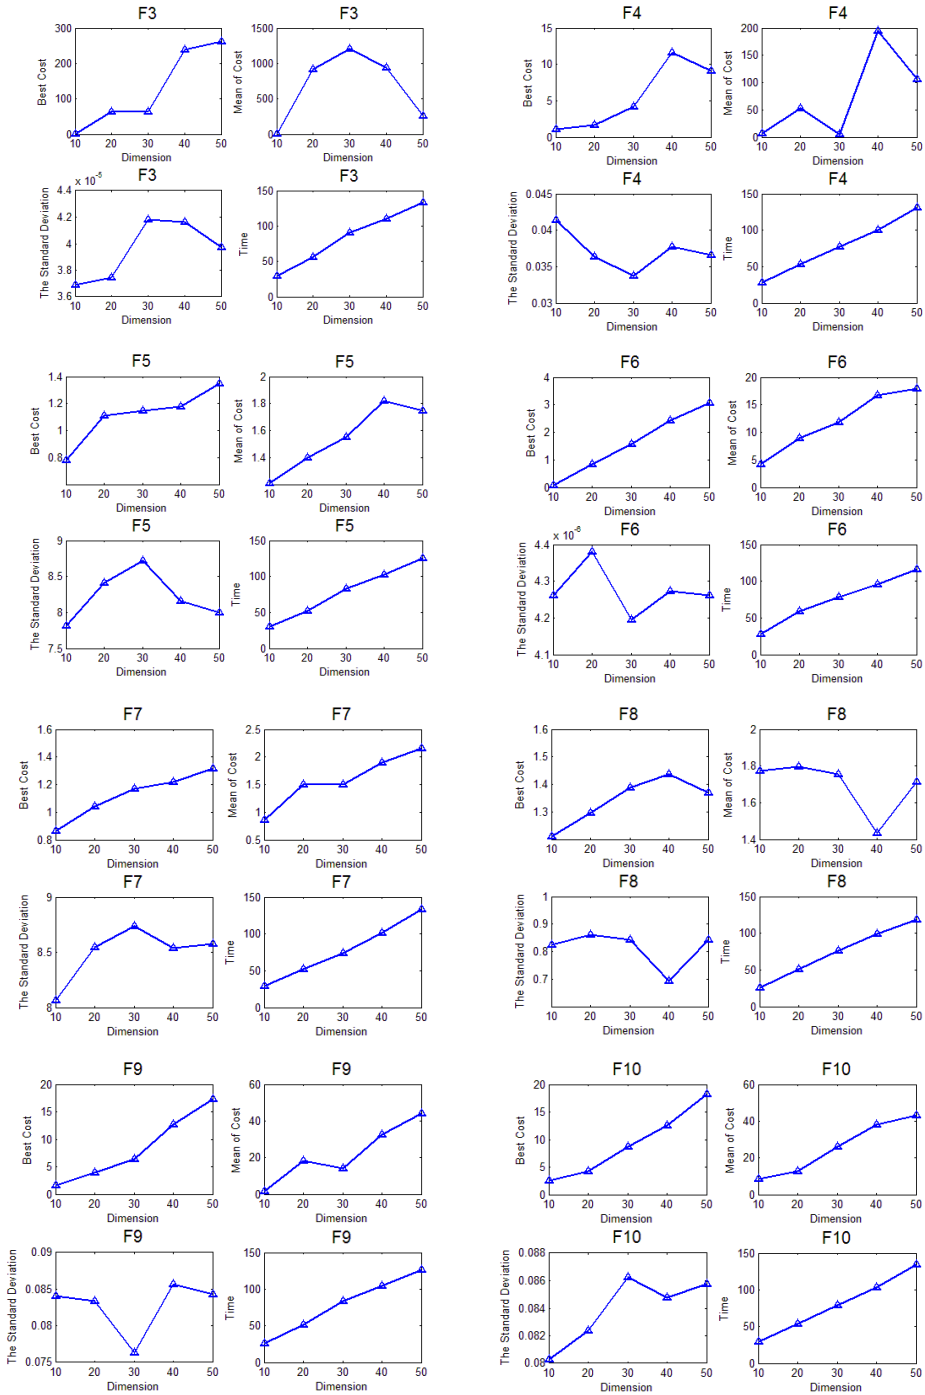 F3
Best Cost
300
200
100
0
10 20 30 40 50
Dimension
F3
Mean of Cost
1500
1000
500
0
10 20 30 40 50
Dimension
F4
Best Cost
15
10
5
0
10 20 30 40 50
Dimension
F4
Mean of Cost
200
150
100
50
0
10 20 30 40 50
Dimension
F3
x 10^-5
The Standard Deviation
4.4
4.2
4
3.8
3.6
10 20 30 40 50
Dimension
F3
Time
150
100
50
0
10 20 30 40 50
Dimension
F4
The Standard Deviation
0.045
0.04
0.035
0.03
10 20 30 40 50
Dimension
F4
Time
150
100
50
0
10 20 30 40 50
Dimension
F5
Best Cost
1.4
1.2
1
0.8
10 20 30 40 50
Dimension
F5
Mean of Cost
2
1.8
1.6
1.4
10 20 30 40 50
Dimension
F6
Best Cost
4
3
2
1
0
10 20 30 40 50
Dimension
F6
Mean of Cost
20
15
10
5
0
10 20 30 40 50
Dimension
F5
The Standard Deviation
9
8.5
8
7.5
10 20 30 40 50
Dimension
F5
Time
150
100
50
0
10 20 30 40 50
Dimension
F6
x 10^-6
The Standard Deviation
4.4
4.3
4.2
4.1
10 20 30 40 50
Dimension
F6
Time
150
100
50
0
10 20 30 40 50
Dimension
F7
Best Cost
1.6
1.4
1.2
1
0.8
10 20 30 40 50
Dimension
F7
Mean of Cost
2.5
2
1.5
1
0.5
10 20 30 40 50
Dimension
F8
Best Cost
1.6
1.5
1.4
1.3
10 20 30 40 50
Dimension
F8
Mean of Cost
2
1.8
1.6
1.4
10 20 30 40 50
Dimension
F7
The Standard Deviation
9
8.5
8
10 20 30 40 50
Dimension
F7
Time
150
100
50
0
10 20 30 40 50
Dimension
F8
The Standard Deviation
1
0.9
0.8
0.7
10 20 30 40 50
Dimension
F8
Time
150
100
50
0
10 20 30 40 50
Dimension
F9
Best Cost
20
15
10
5
0
10 20 30 40 50
Dimension
F9
Mean of Cost
60
40
20
0
10 20 30 40 50
Dimension
F10
Best Cost
20
15
10
5
0
10 20 30 40 50
Dimension
F10
Mean of Cost
60
40
20
0
10 20 30 40 50
Dimension
F9
The Standard Deviation
0.09
0.085
0.08
0.075
10 20 30 40 50
Dimension
F9
Time
150
100
50
0
10 20 30 40 50
Dimension
F10
The Standard Deviation
0.088
0.086
0.084
0.082
0.08
10 20 30 40 50
Dimension
F10
Time
150
100
50
0
10 20 30 40 50
Dimension